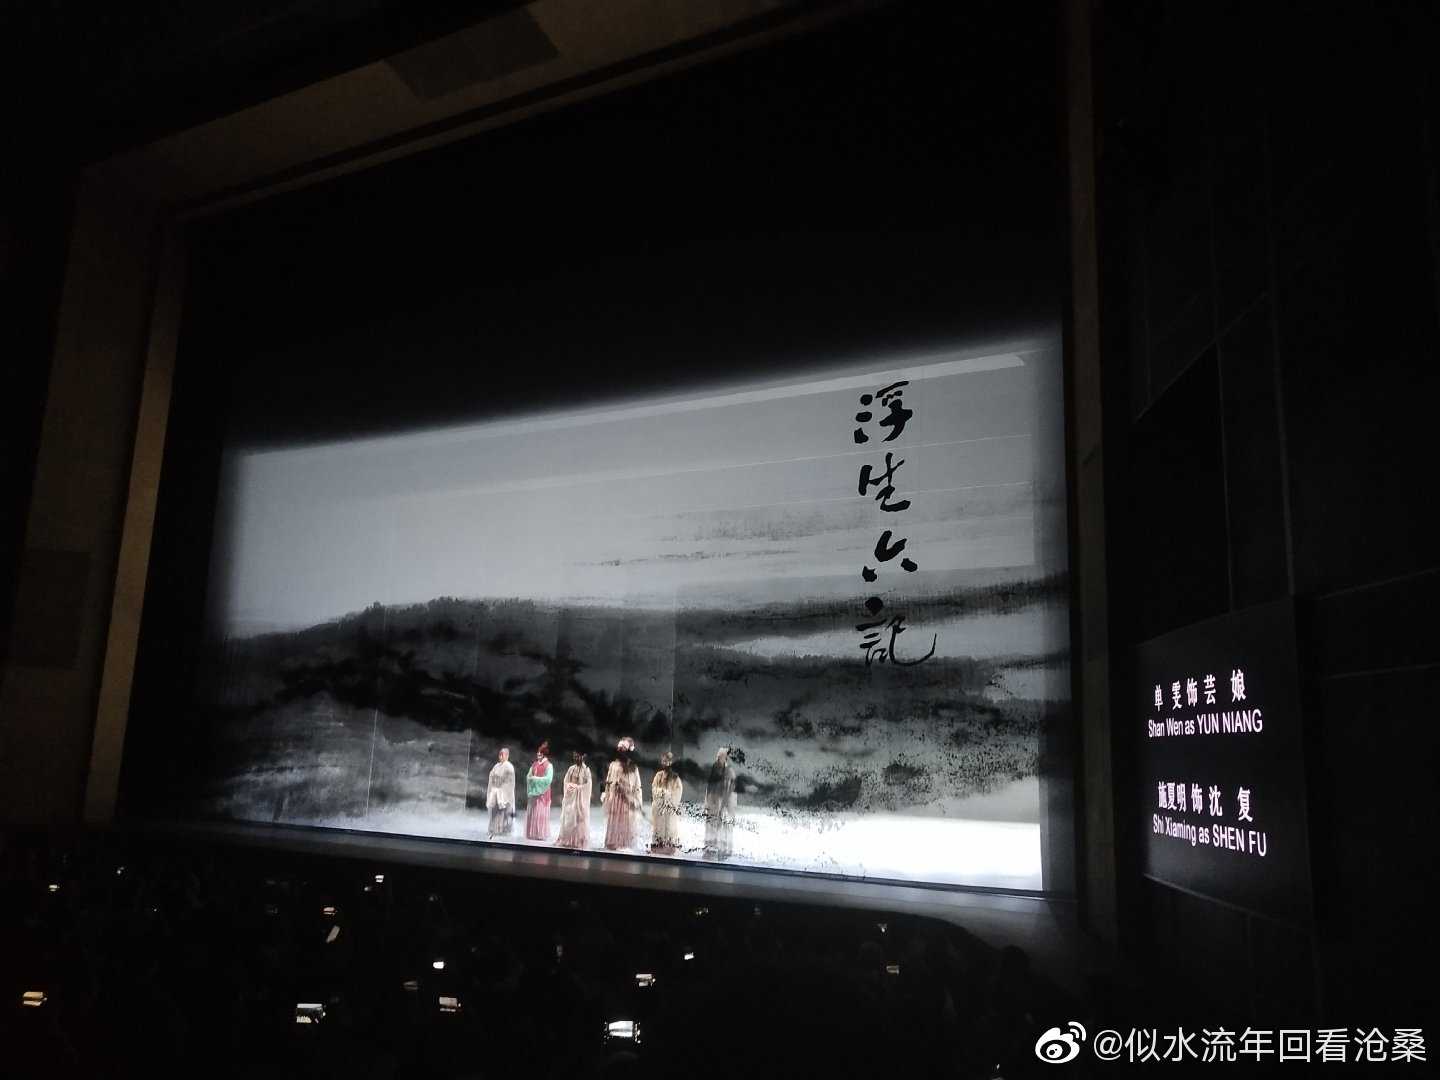 浮生六記
单 雯 饰 芸 娘
Shan Wen as YUN NIANG
施夏明 饰 沈 复
Shi Xiaming as SHEN FU
@似水流年回看沧桑